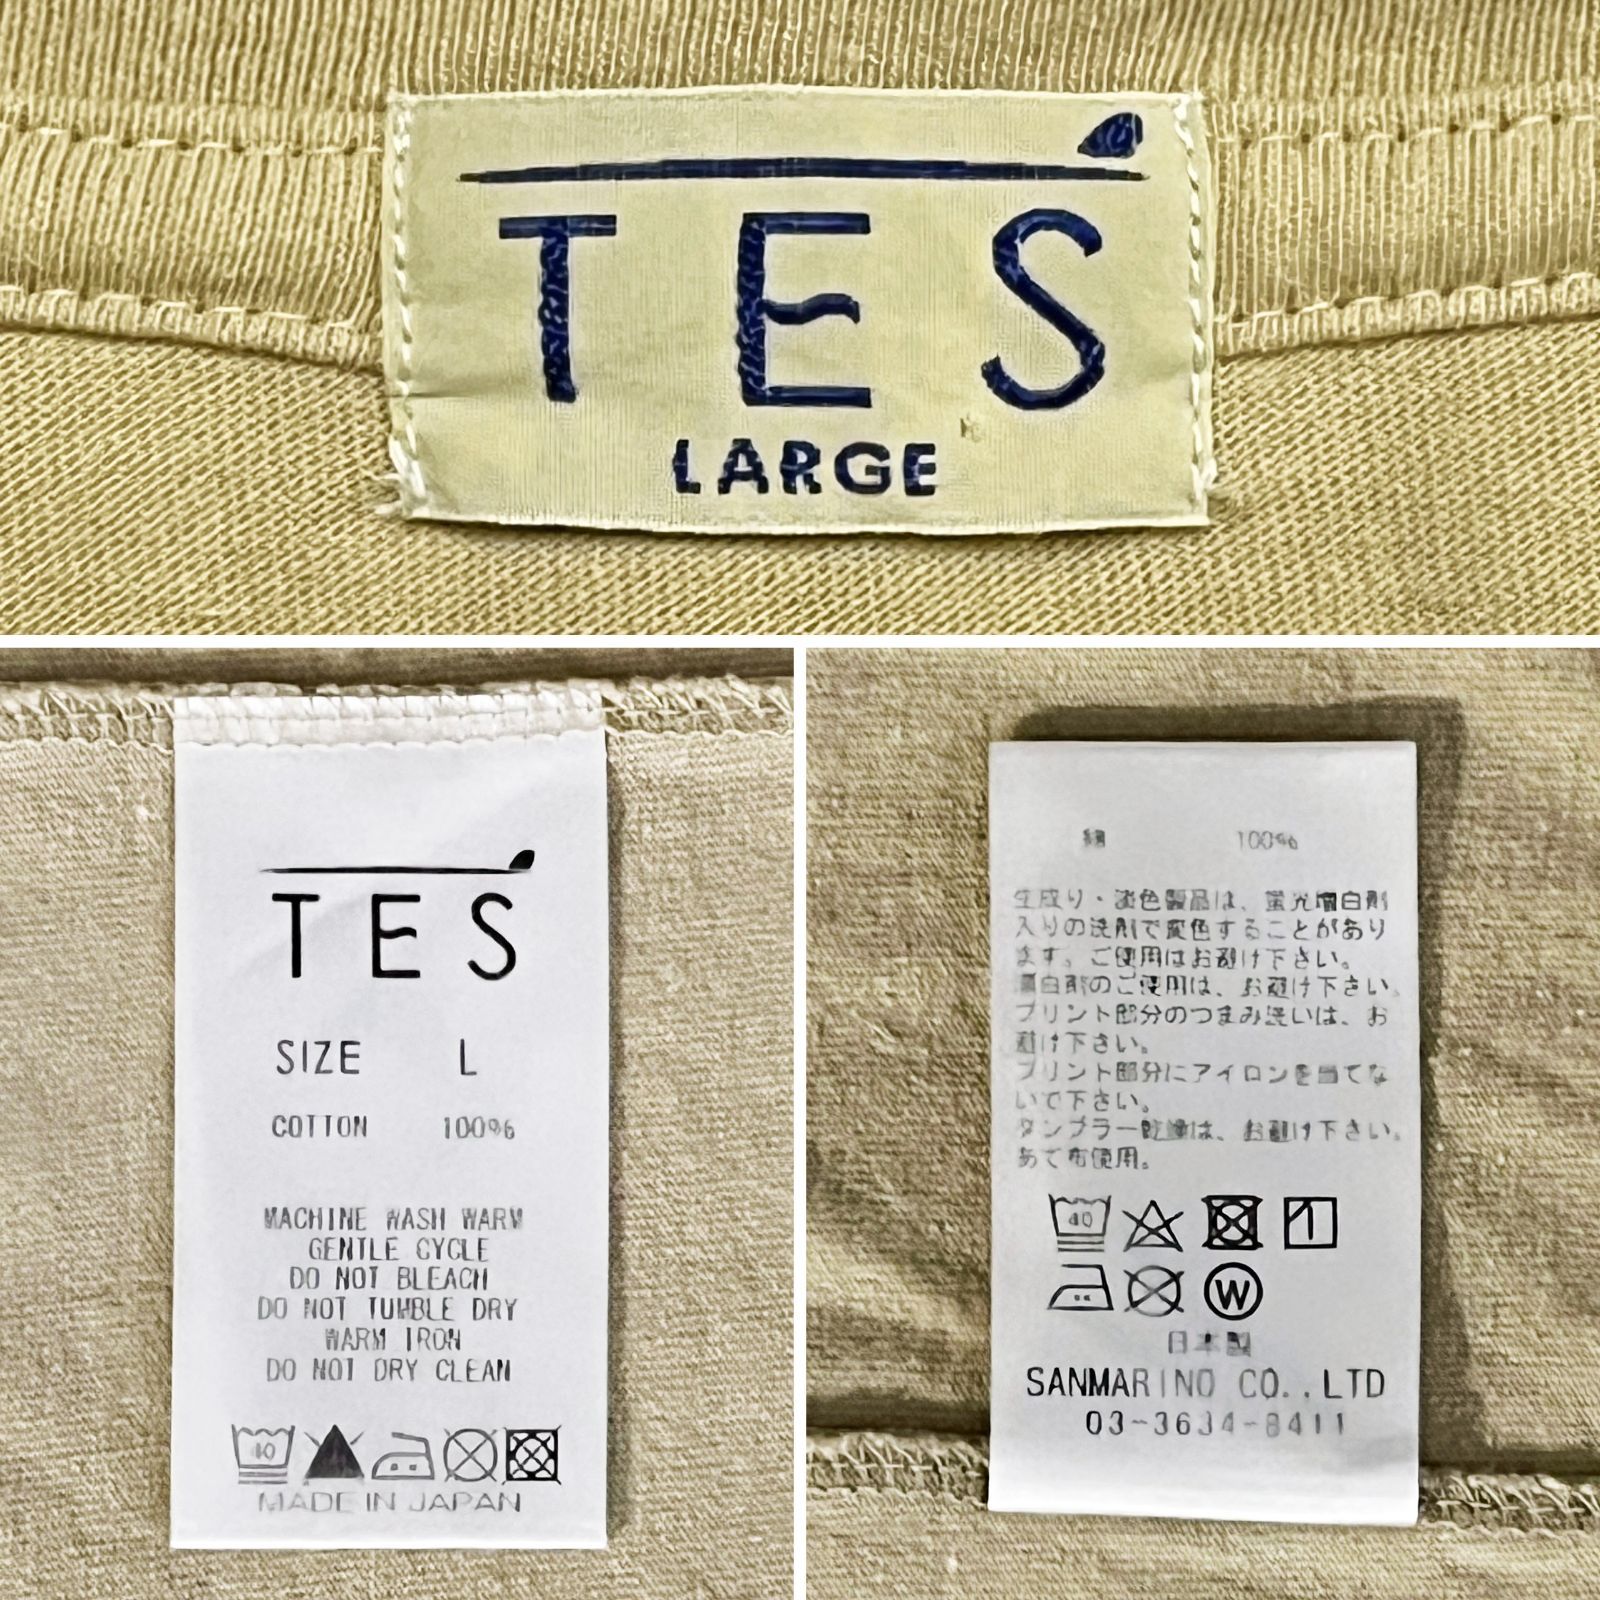 TES
LARGE
TES
SIZE L
COTTON 100%
MACHINE WASH WARM
GENTLE CYCLE
DO NOT BLEACH
DO NOT TUMBLE DRY
WARM IRON
DO NOT DRY CLEAN
40
MADE IN JAPAN
綿 100%
生成り・淡色製品は、蛍光増白剤
入りの洗剤で変色することがあり
ます。ご使用はお避け下さい。
増白剤のご使用は、お避け下さい。
プリント部分のつまみ洗いは、お
避け下さい。
プリント部分にアイロンを当てな
いで下さい。
タンブラー乾燥は、お避け下さい。
あて布使用。
40
W
日本製
SANMARINO CO.,LTD
03-3634-8411